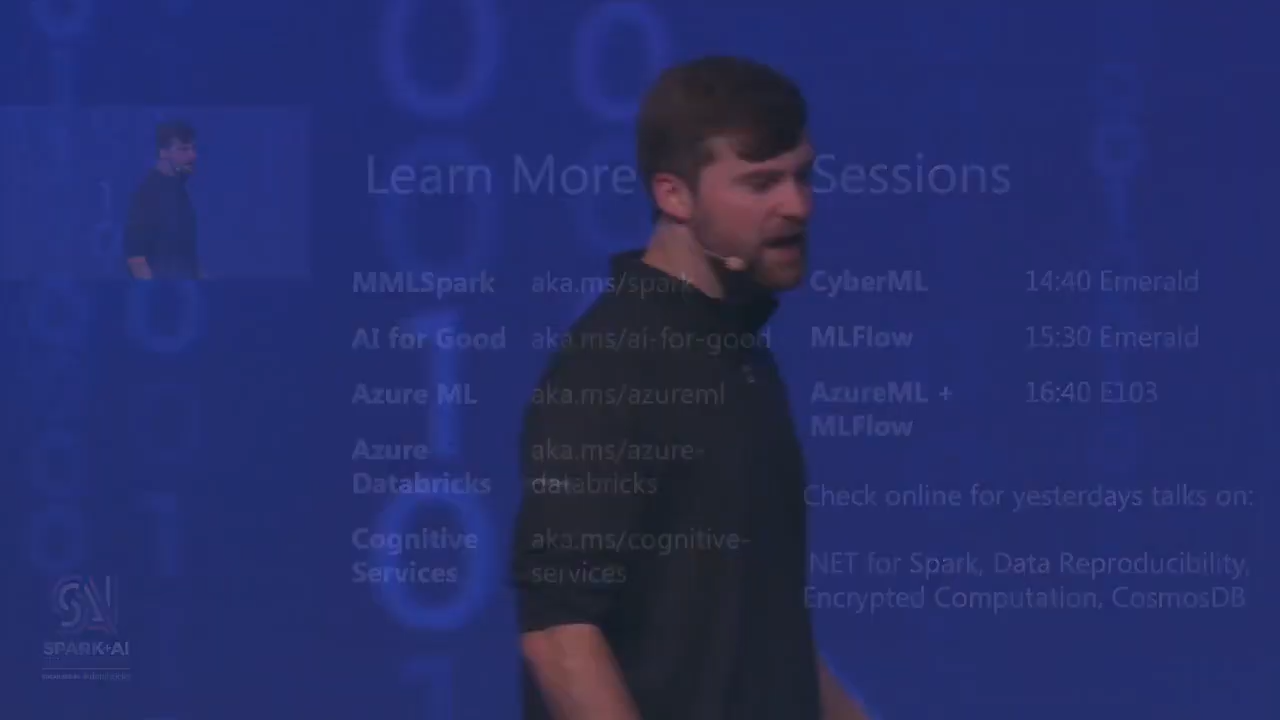 Learn More
MMLSpark aka.ms/spark
AI for Good aka.ms/ai-for-good
Azure ML aka.ms/azureml
Azure aka.ms/azure-
Databricks databricks
Cognitive aka.ms/cognitive-
Services services
Sessions
CyberML 14:40 Emerald
MLFlow 15:30 Emerald
AzureML + 16:40 E103
MLFlow
Check online for yesterdays talks on:
NET for Spark, Data Reproducibility,
Encrypted Computation, CosmosDB
SPARK+AI